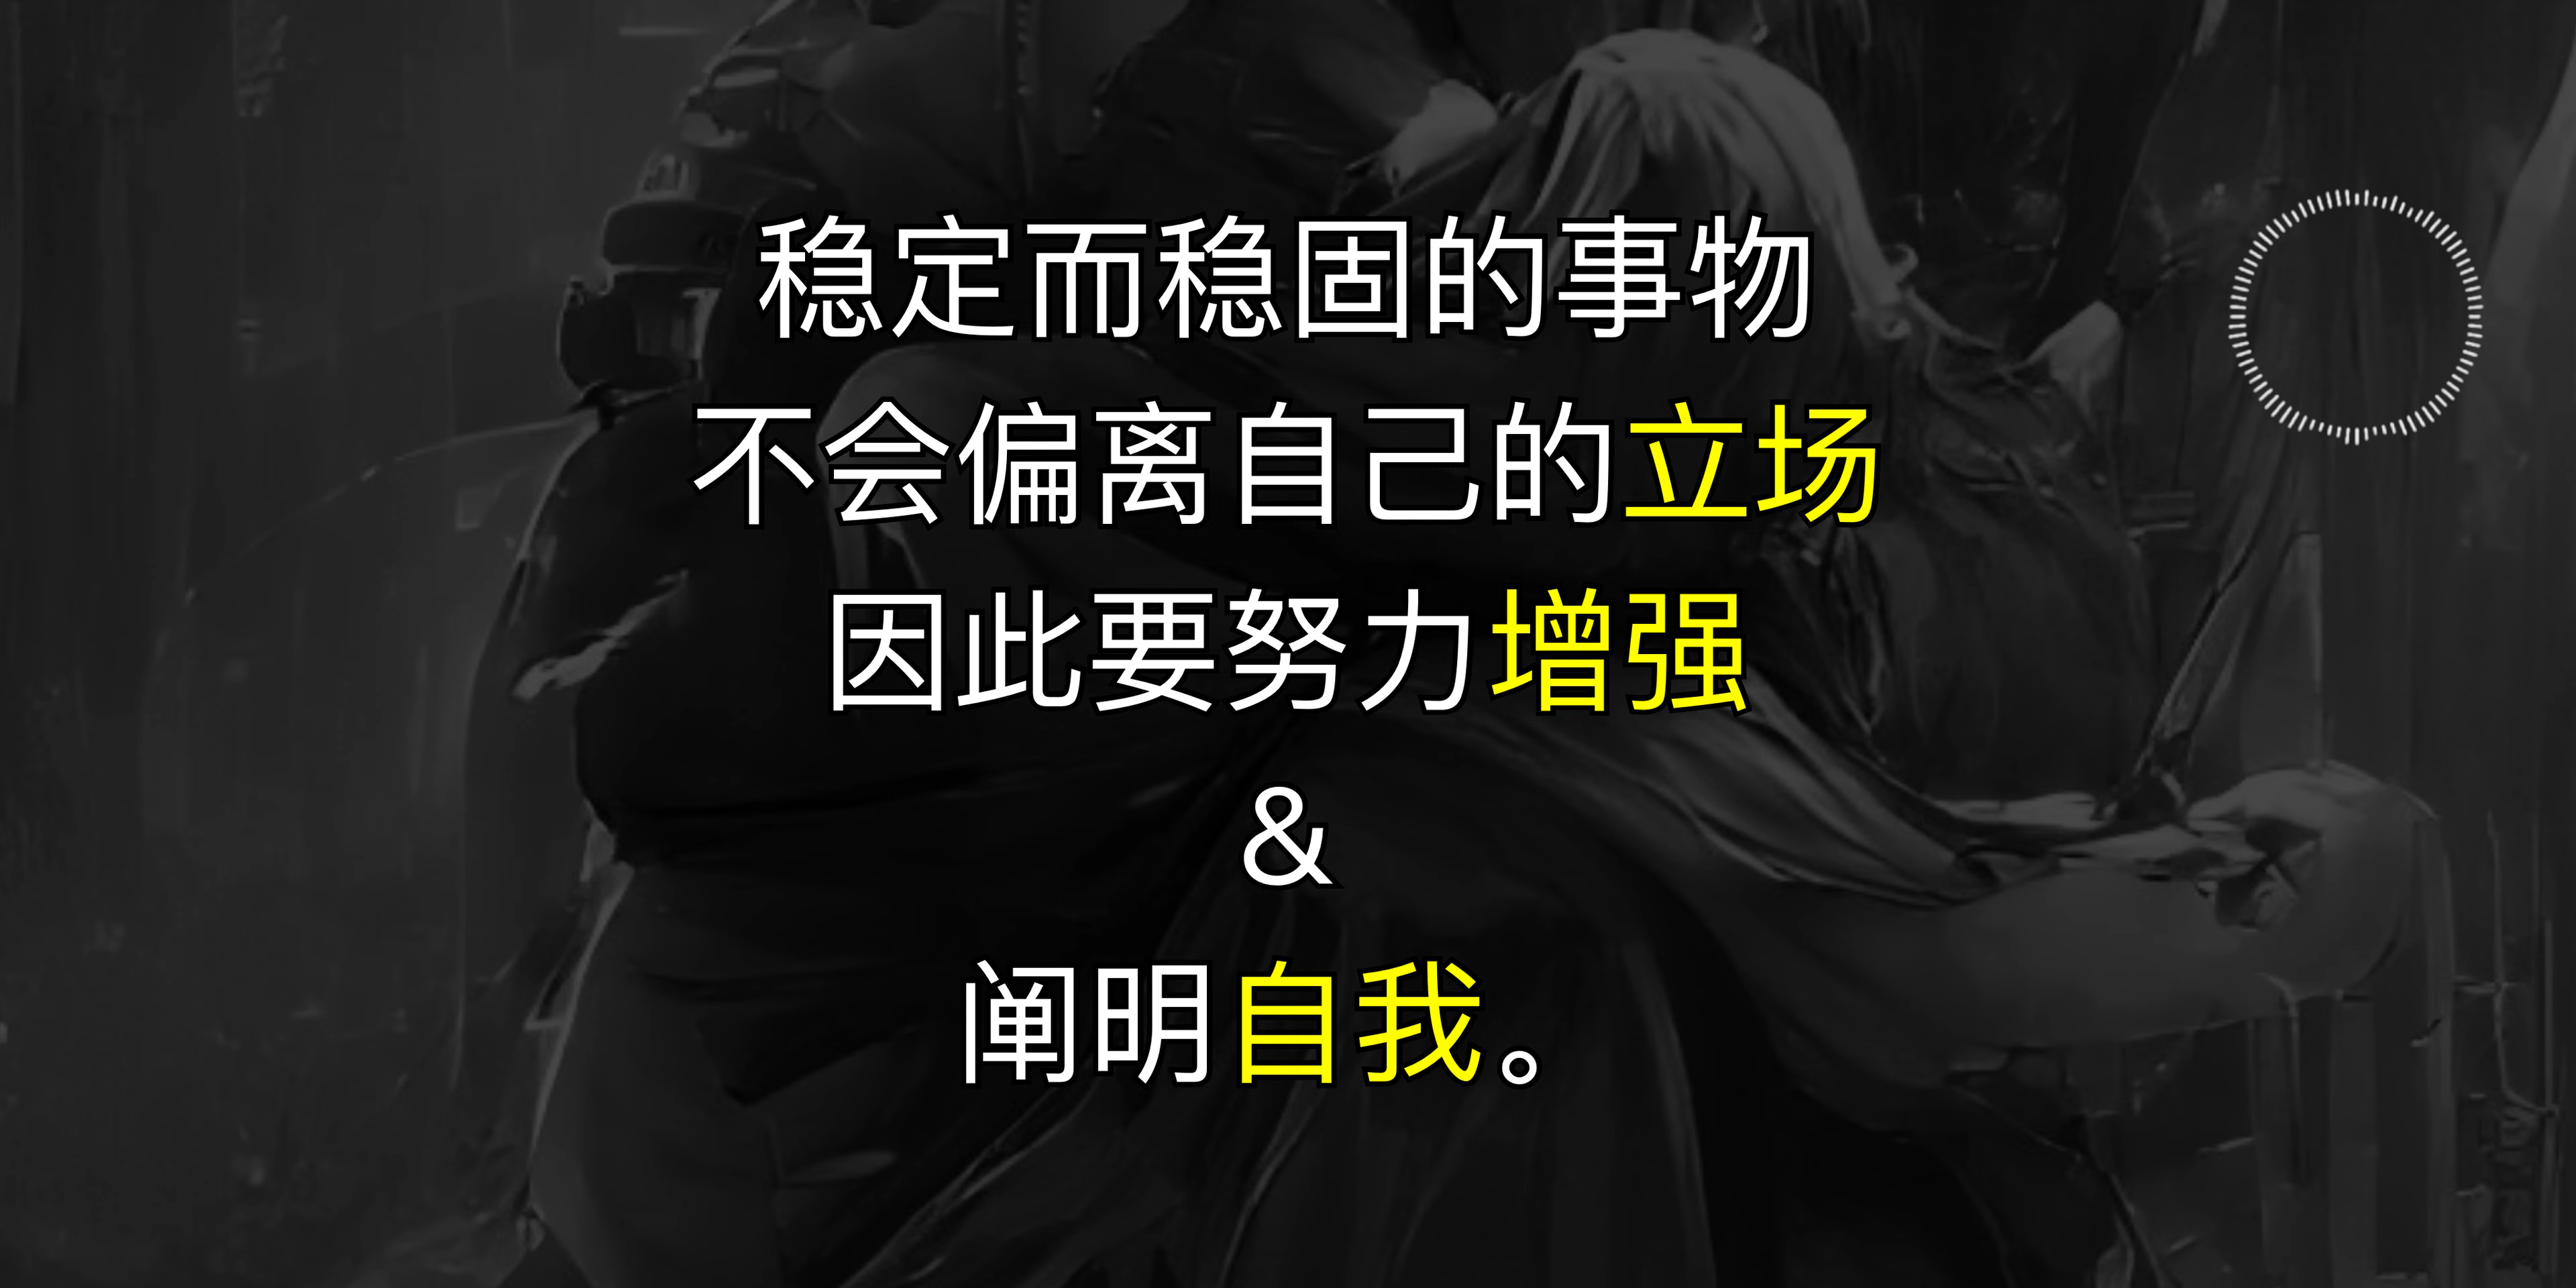 稳定而稳固的事物
不会偏离自己的立场
因此要努力增强
&
阐明自我。